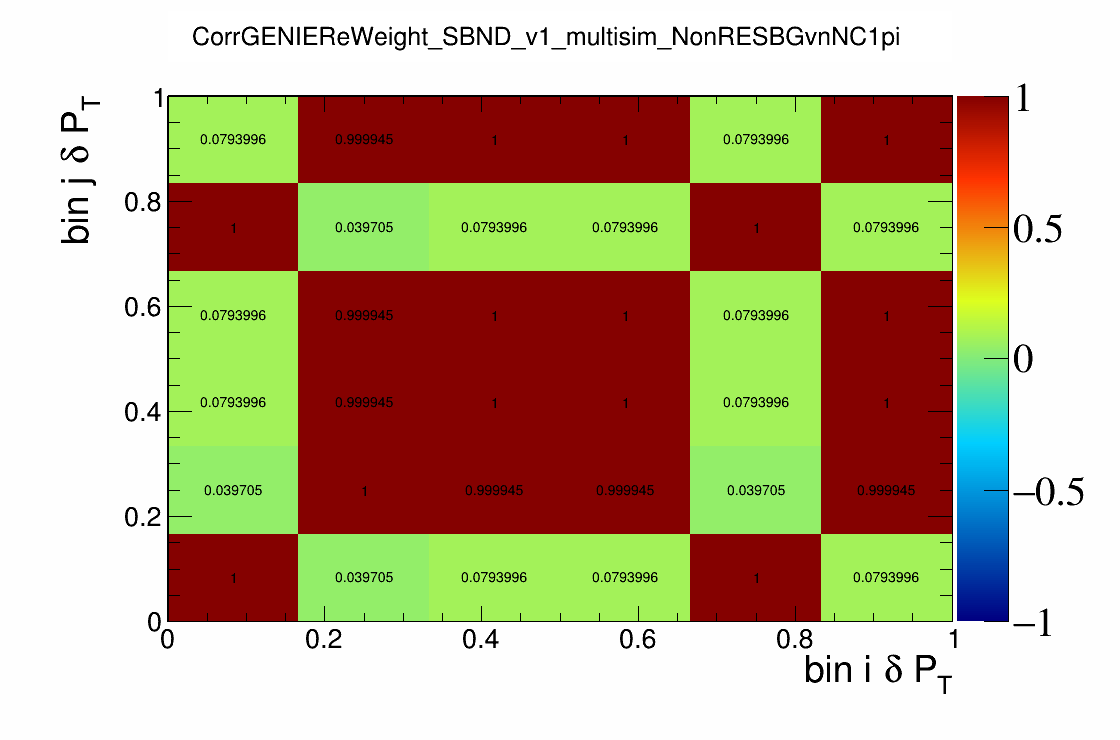 CorrGENIEReWeight_SBND_v1_multisim_NonRESBGvnNC1pi
bin j δ P_T
1
0.8
0.6
0.4
0.2
0
0.0793996 0.999945 1 1 0.0793996 1
1 0.039705 0.0793996 0.0793996 1 0.0793996
0.0793996 0.999945 1 1 0.0793996 1
0.0793996 0.999945 1 1 0.0793996 1
0.039705 1 0.999945 0.999945 0.039705 0.999945
1 0.039705 0.0793996 0.0793996 1 0.0793996
0 0.2 0.4 0.6 0.8 1
bin i δ P_T
1
0.5
0
−0.5
−1